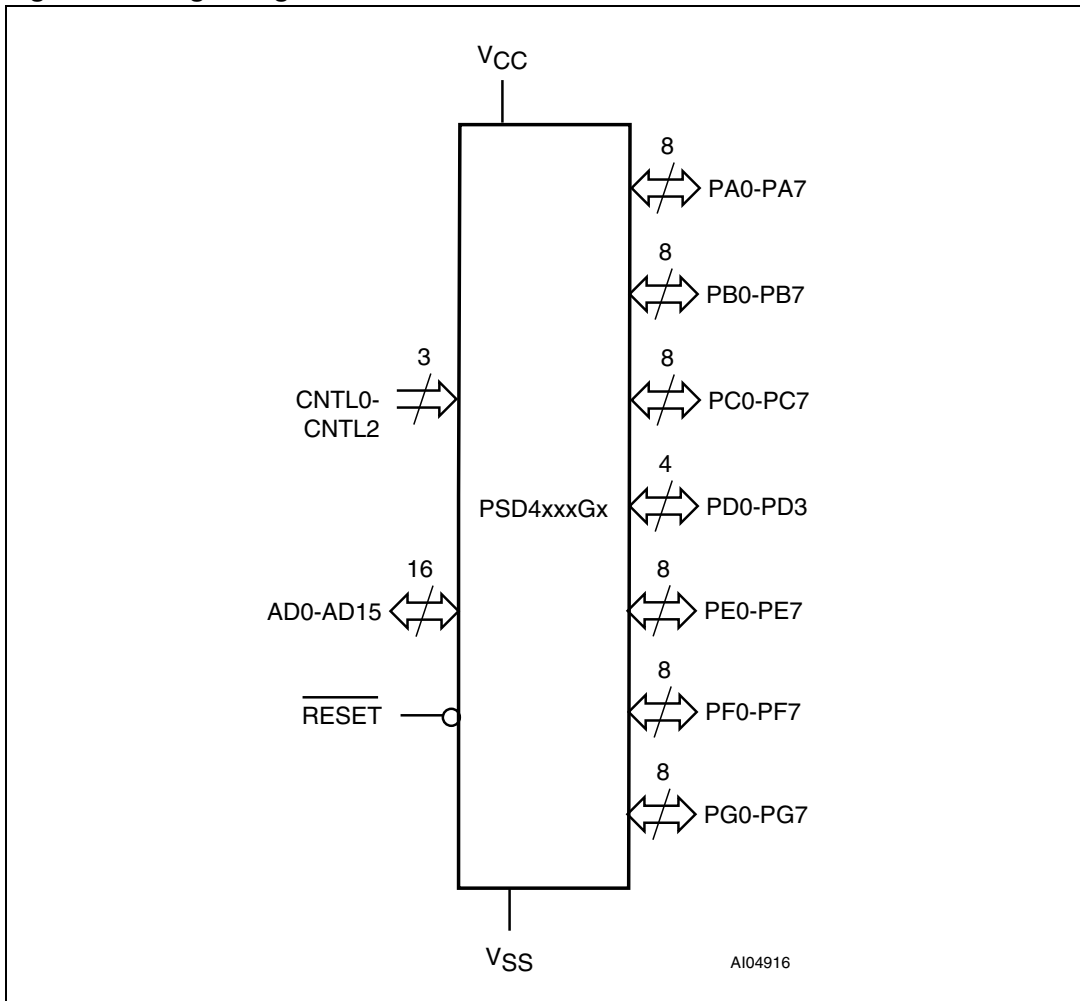 VCC
8
PA0-PA7
8
PB0-PB7
3
CNTL0-
CNTL2
8
PC0-PC7
4
PD0-PD3
PSD4xxxGx
16
AD0-AD15
8
PE0-PE7
RESET
8
PF0-PF7
8
PG0-PG7
VSS
AI04916